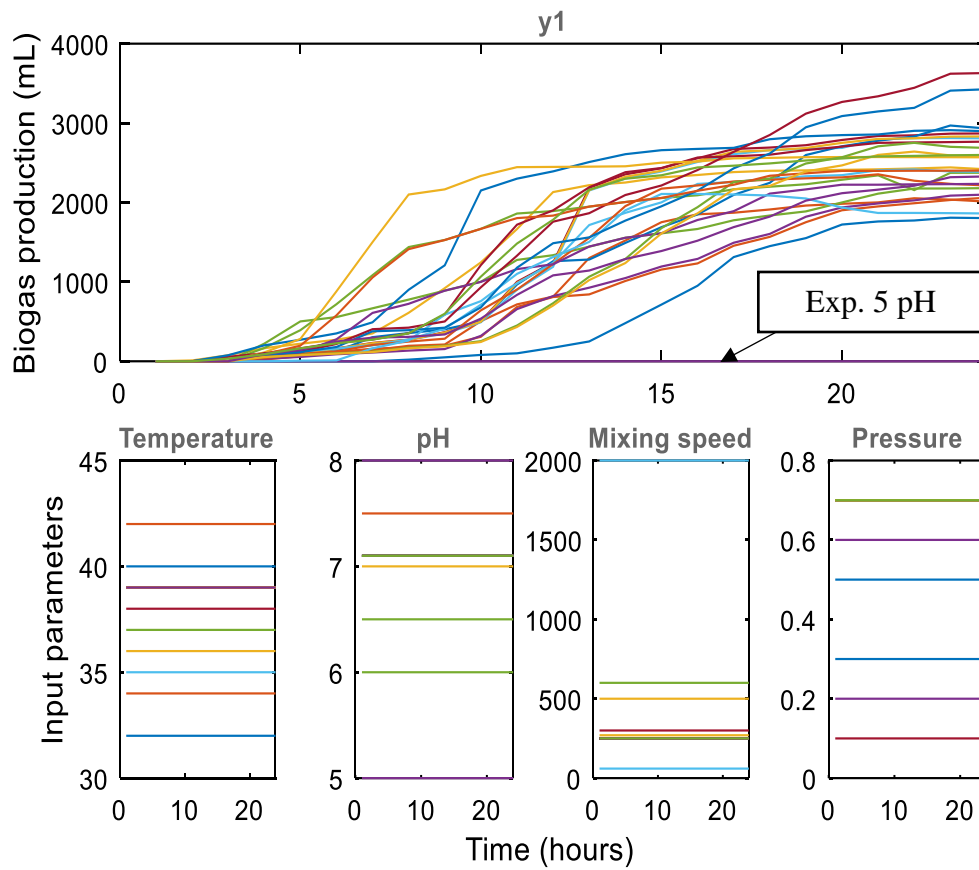 y1
Biogas production (mL)
4000
3000
2000
1000
0
0 5 10 15 20
Exp. 5 pH
Temperature pH Mixing speed Pressure
Input parameters
45
40
35
30
0 10 20
8
7
6
5
0 10 20
2000
1500
1000
500
0
0 10 20
0.8
0.6
0.4
0.2
0
0 10 20
Time (hours)